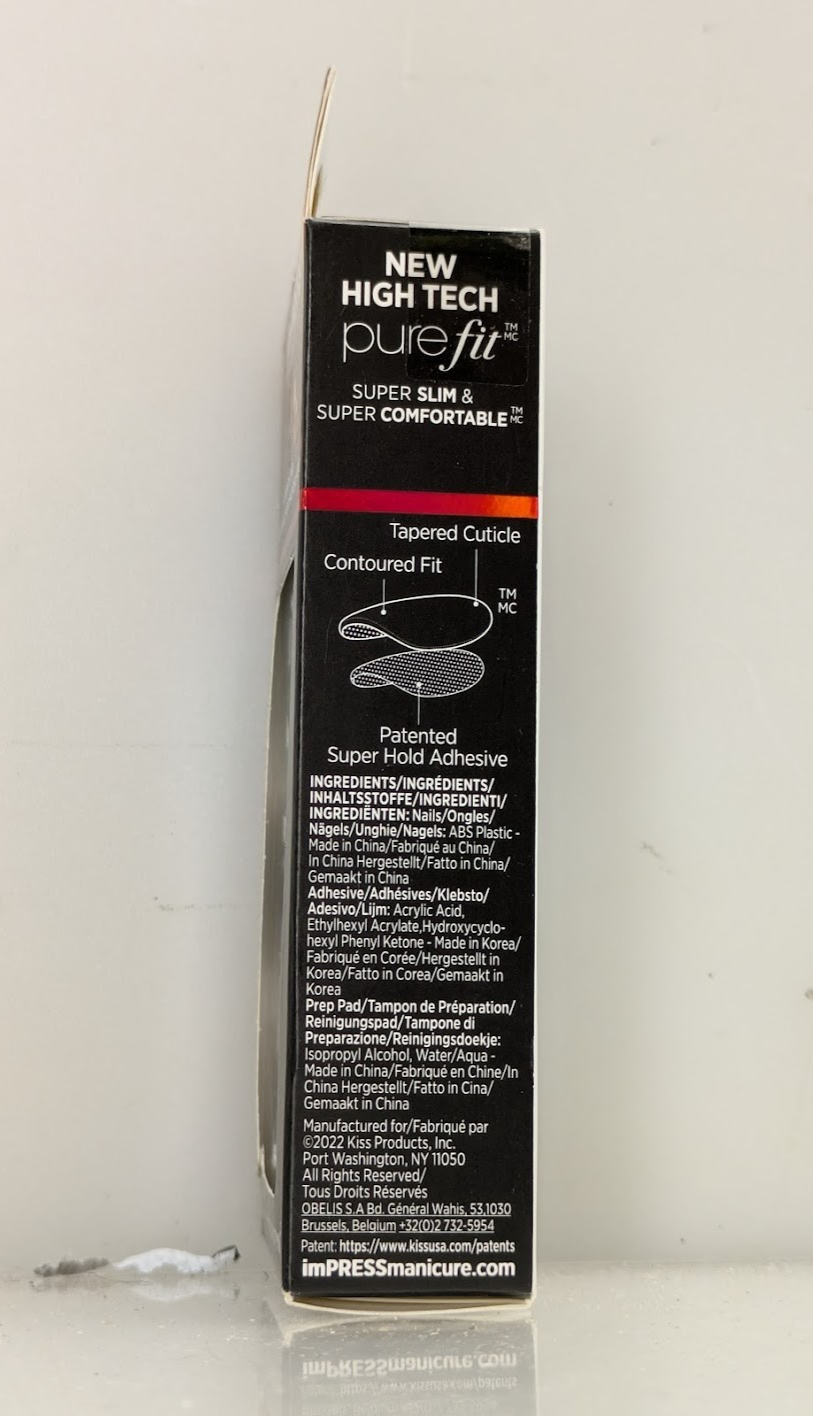 NEW
HIGH TECH
purefit™ MC
SUPER SLIM &
SUPER COMFORTABLE™ MC
Tapered Cuticle
Contoured Fit
TM
MC
Patented
Super Hold Adhesive
INGREDIENTS/INGRÉDIENTS/
INHALTSSTOFFE/INGREDIENTI/
INGREDIËNTEN: Nails/Ongles/
Nägels/Unghie/Nagels: ABS Plastic -
Made in China/Fabriqué au China/
In China Hergestellt/Fatto in China/
Gemaakt in China
Adhesive/Adhésives/Klebsto/
Adesivo/Lijm: Acrylic Acid,
Ethylhexyl Acrylate,Hydroxycyclo-
hexyl Phenyl Ketone - Made in Korea/
Fabriqué en Corée/Hergestellt in
Korea/Fatto in Corea/Gemaakt in
Korea
Prep Pad/Tampon de Préparation/
Reinigungspad/Tampone di
Preparazione/Reinigingsdoekje:
Isopropyl Alcohol, Water/Aqua -
Made in China/Fabriqué en Chine/In
China Hergestellt/Fatto in Cina/
Gemaakt in China
Manufactured for/Fabriqué par
©2022 Kiss Products, Inc.
Port Washington, NY 11050
All Rights Reserved/
Tous Droits Réservés
OBELIS S.A Bd. Général Wahis, 53,1030
Brussels, Belgium +32(0)2 732-5954
Patent: https://www.kissusa.com/patents
imPRESSmanicure.com